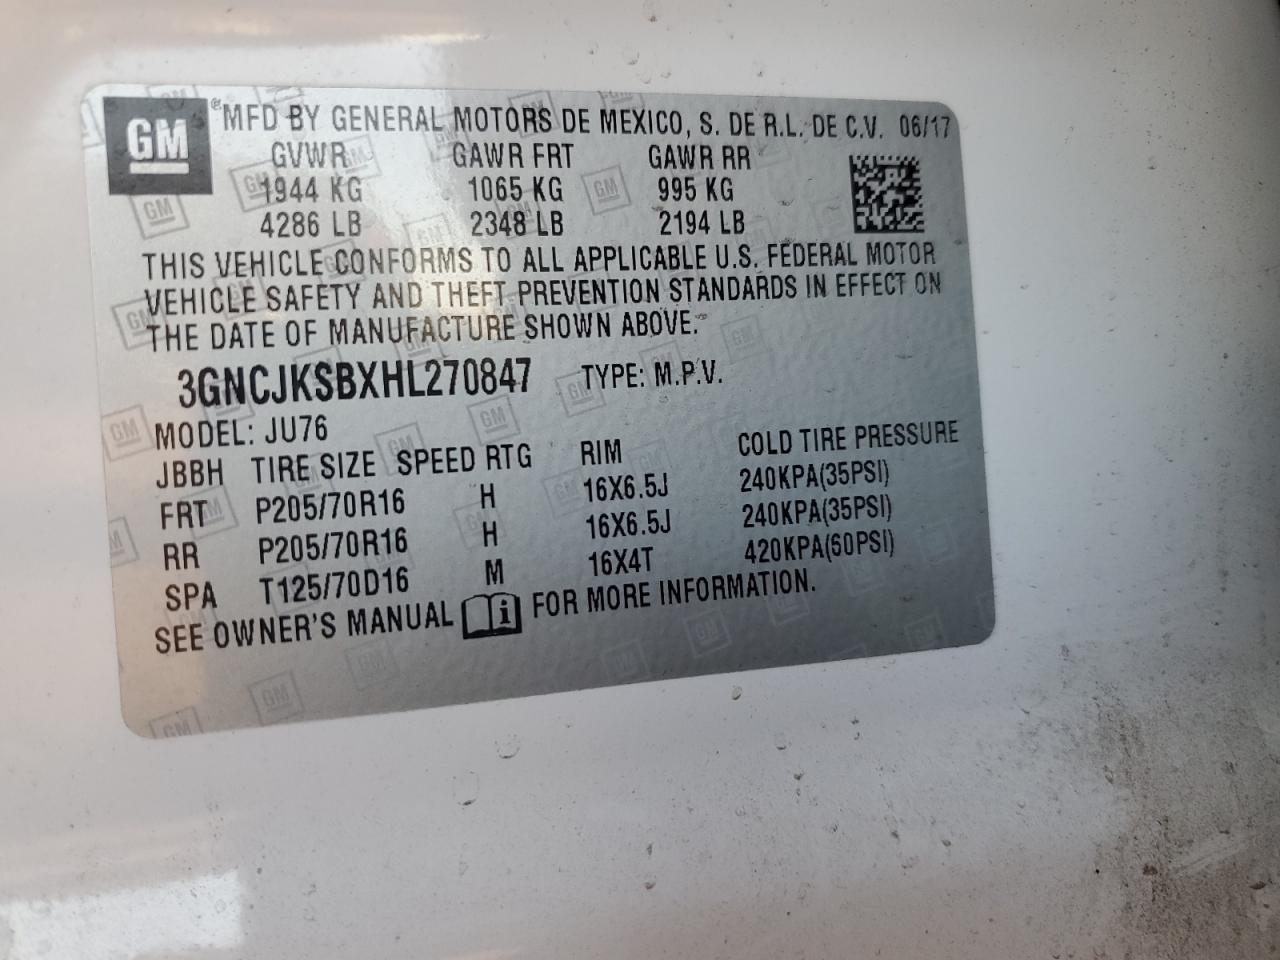 GM ®MFD BY GENERAL MOTORS DE MEXICO, S. DE R.L. DE C.V. 06/17
GVWR GAWR FRT GAWR RR
1944 KG 1065 KG 995 KG
4286 LB 2348 LB 2194 LB
THIS VEHICLE CONFORMS TO ALL APPLICABLE U.S. FEDERAL MOTOR
VEHICLE SAFETY AND THEFT PREVENTION STANDARDS IN EFFECT ON
THE DATE OF MANUFACTURE SHOWN ABOVE.
3GNCJKSBXHL270847 TYPE: M.P.V.
MODEL: JU76
JBBH TIRE SIZE SPEED RTG RIM COLD TIRE PRESSURE
FRT P205/70R16 H 16X6.5J 240KPA(35PSI)
RR P205/70R16 H 16X6.5J 240KPA(35PSI)
SPA T125/70D16 M 16X4T 420KPA(60PSI)
SEE OWNER'S MANUAL i FOR MORE INFORMATION.